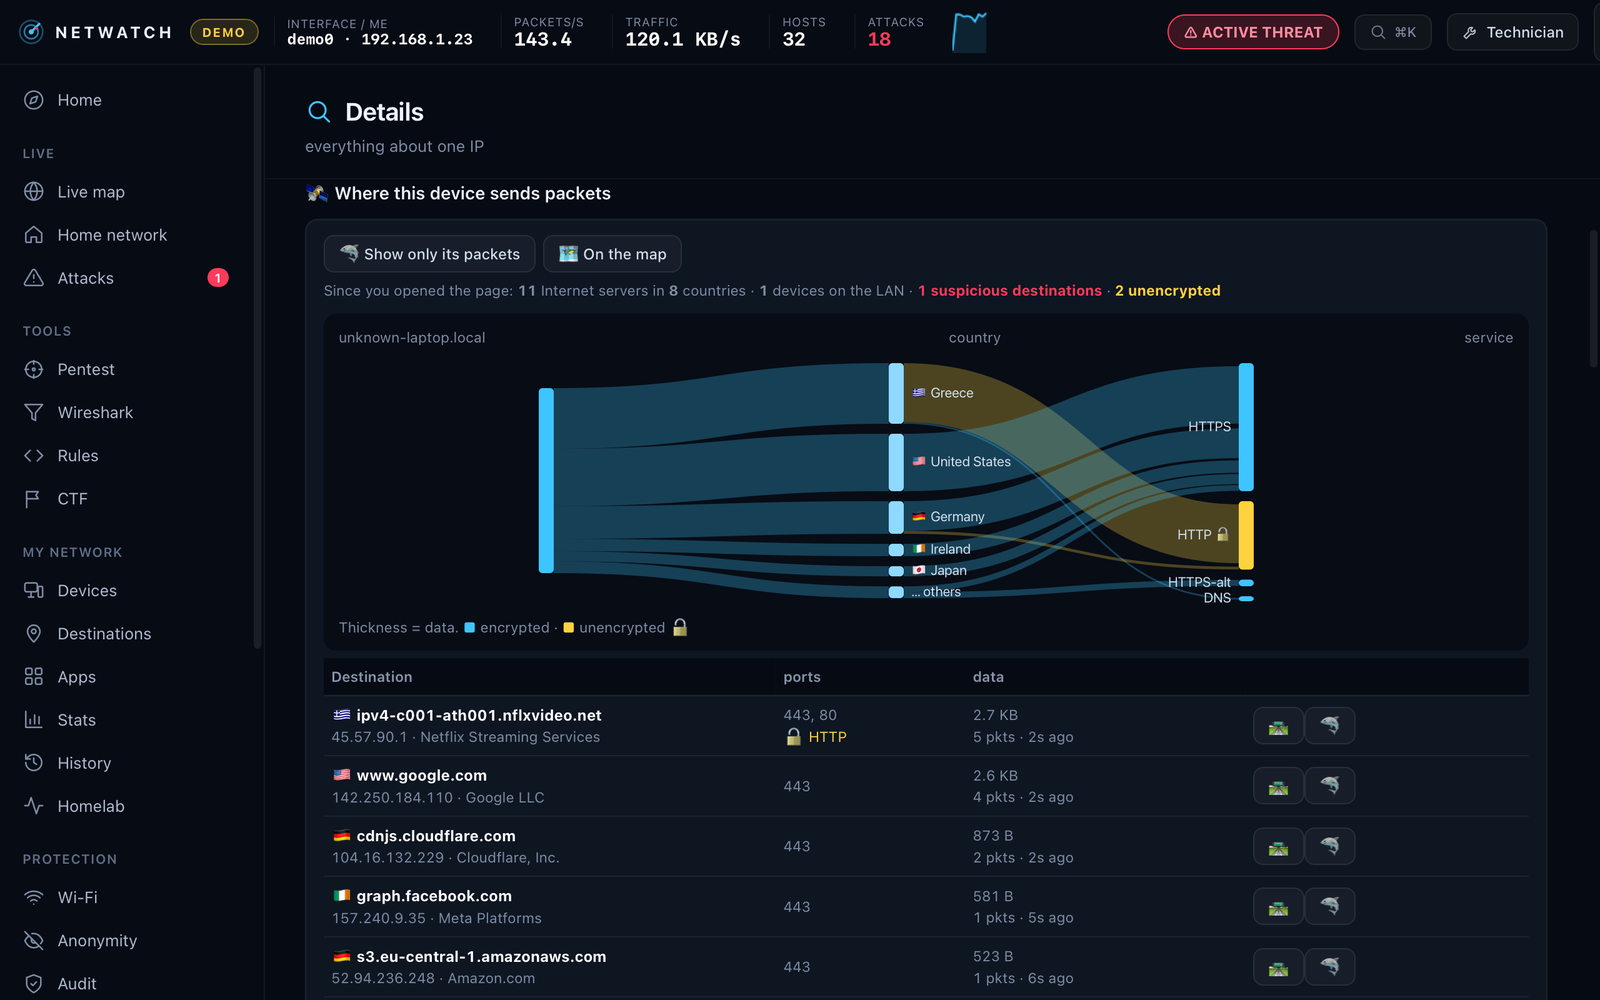 NETWATCH
DEMO
INTERFACE / ME
demo0 · 192.168.1.23
PACKETS/S
143.4
TRAFFIC
120.1 KB/s
HOSTS
32
ATTACKS
18
ACTIVE THREAT
⌘K
Technician
Home
LIVE
Live map
Home network
Attacks
1
TOOLS
Pentest
Wireshark
Rules
CTF
MY NETWORK
Devices
Destinations
Apps
Stats
History
Homelab
PROTECTION
Wi-Fi
Anonymity
Audit
Details
everything about one IP
Where this device sends packets
Show only its packets
On the map
Since you opened the page: 11 Internet servers in 8 countries · 1 devices on the LAN · 1 suspicious destinations · 2 unencrypted
unknown-laptop.local
country
service
Greece
United States
Germany
Ireland
Japan
... others
HTTPS
HTTP
HTTPS-alt
DNS
Thickness = data. encrypted · unencrypted
Destination ports data
ipv4-c001-ath001.nflxvideo.net 443, 80 2.7 KB
45.57.90.1 · Netflix Streaming Services HTTP 5 pkts · 2s ago
www.google.com 443 2.6 KB
142.250.184.110 · Google LLC 4 pkts · 2s ago
cdnjs.cloudflare.com 443 873 B
104.16.132.229 · Cloudflare, Inc. 2 pkts · 2s ago
graph.facebook.com 443 581 B
157.240.9.35 · Meta Platforms 1 pkts · 5s ago
s3.eu-central-1.amazonaws.com 443 523 B
52.94.236.248 · Amazon.com 1 pkts · 6s ago